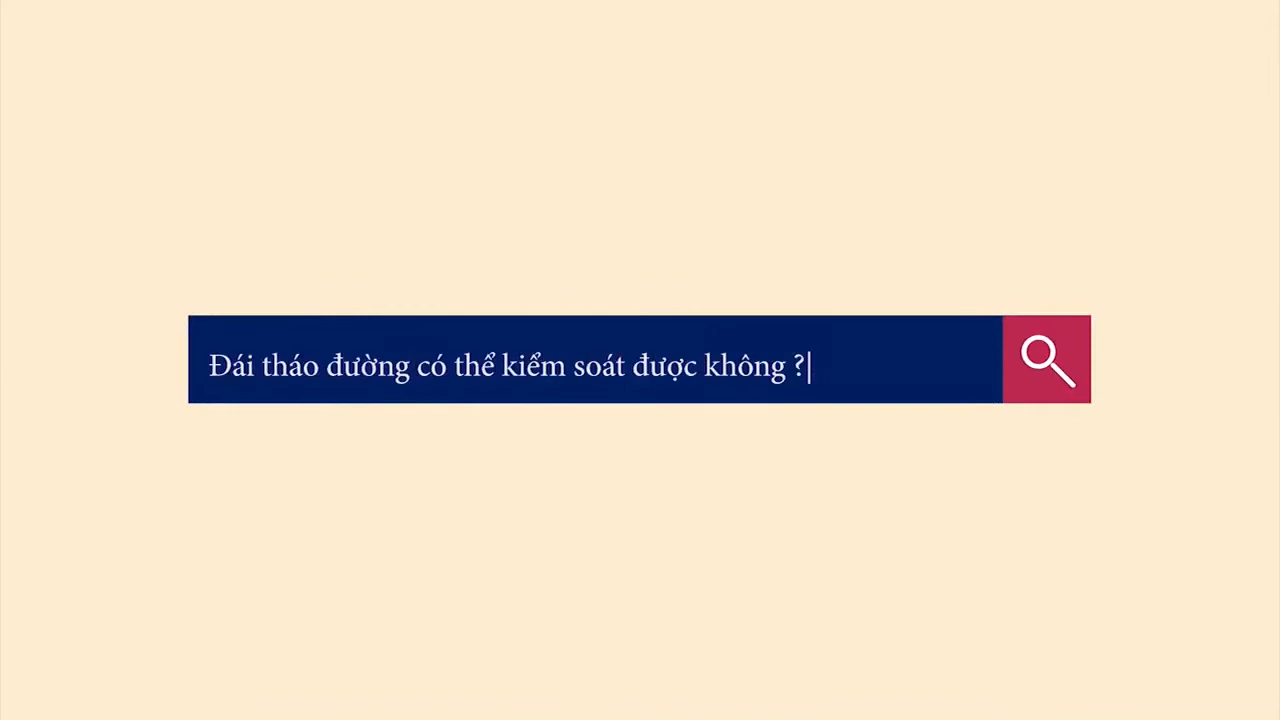 Đái tháo đường có thể kiểm soát được không ?